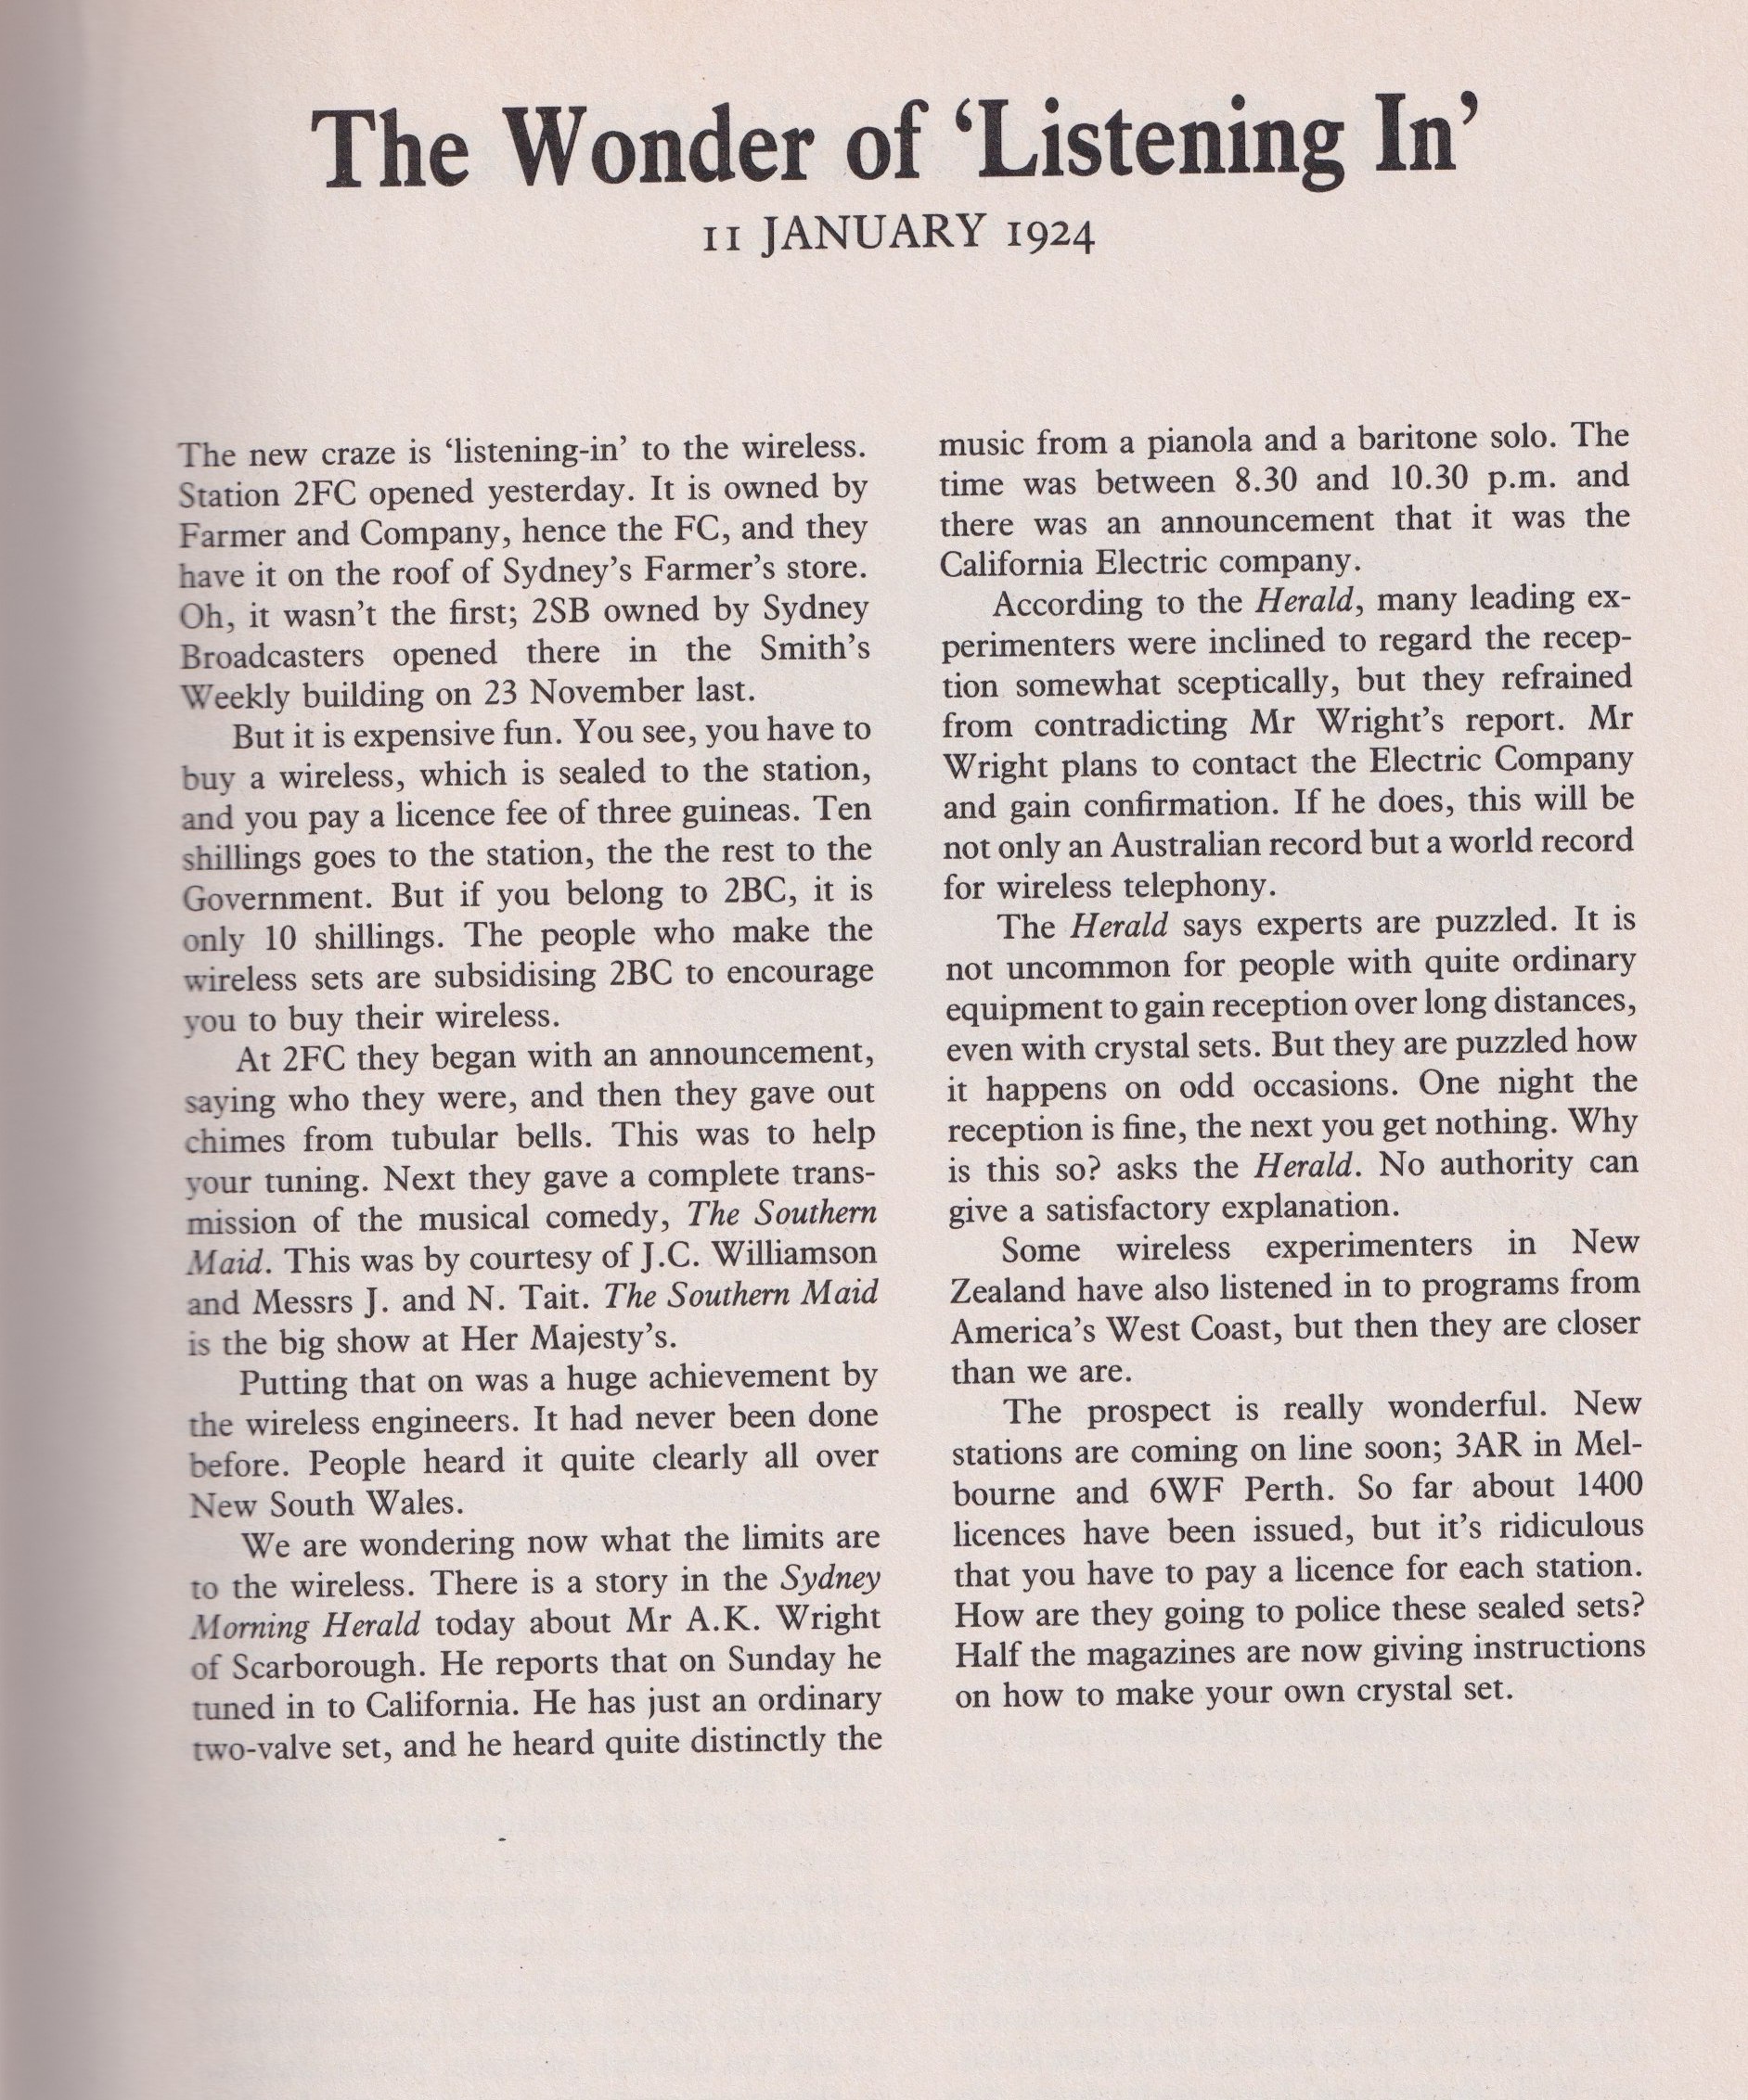 The Wonder of ‘Listening In’
11 JANUARY 1924
The new craze is ‘listening-in’ to the wireless.
Station 2FC opened yesterday. It is owned by
Farmer and Company, hence the FC, and they
have it on the roof of Sydney’s Farmer’s store.
Oh, it wasn’t the first; 2SB owned by Sydney
Broadcasters opened there in the Smith’s
Weekly building on 23 November last.
But it is expensive fun. You see, you have to
buy a wireless, which is sealed to the station,
and you pay a licence fee of three guineas. Ten
shillings goes to the station, the the rest to the
Government. But if you belong to 2BC, it is
only 10 shillings. The people who make the
wireless sets are subsidising 2BC to encourage
you to buy their wireless.
At 2FC they began with an announcement,
saying who they were, and then they gave out
chimes from tubular bells. This was to help
your tuning. Next they gave a complete trans-
mission of the musical comedy, The Southern
Maid. This was by courtesy of J.C. Williamson
and Messrs J. and N. Tait. The Southern Maid
is the big show at Her Majesty’s.
Putting that on was a huge achievement by
the wireless engineers. It had never been done
before. People heard it quite clearly all over
New South Wales.
We are wondering now what the limits are
to the wireless. There is a story in the Sydney
Morning Herald today about Mr A.K. Wright
of Scarborough. He reports that on Sunday he
tuned in to California. He has just an ordinary
two-valve set, and he heard quite distinctly the
music from a pianola and a baritone solo. The
time was between 8.30 and 10.30 p.m. and
there was an announcement that it was the
California Electric company.
According to the Herald, many leading ex-
perimenters were inclined to regard the recep-
tion somewhat sceptically, but they refrained
from contradicting Mr Wright’s report. Mr
Wright plans to contact the Electric Company
and gain confirmation. If he does, this will be
not only an Australian record but a world record
for wireless telephony.
The Herald says experts are puzzled. It is
not uncommon for people with quite ordinary
equipment to gain reception over long distances,
even with crystal sets. But they are puzzled how
it happens on odd occasions. One night the
reception is fine, the next you get nothing. Why
is this so? asks the Herald. No authority can
give a satisfactory explanation.
Some wireless experimenters in New
Zealand have also listened in to programs from
America’s West Coast, but then they are closer
than we are.
The prospect is really wonderful. New
stations are coming on line soon; 3AR in Mel-
bourne and 6WF Perth. So far about 1400
licences have been issued, but it’s ridiculous
that you have to pay a licence for each station.
How are they going to police these sealed sets?
Half the magazines are now giving instructions
on how to make your own crystal set.